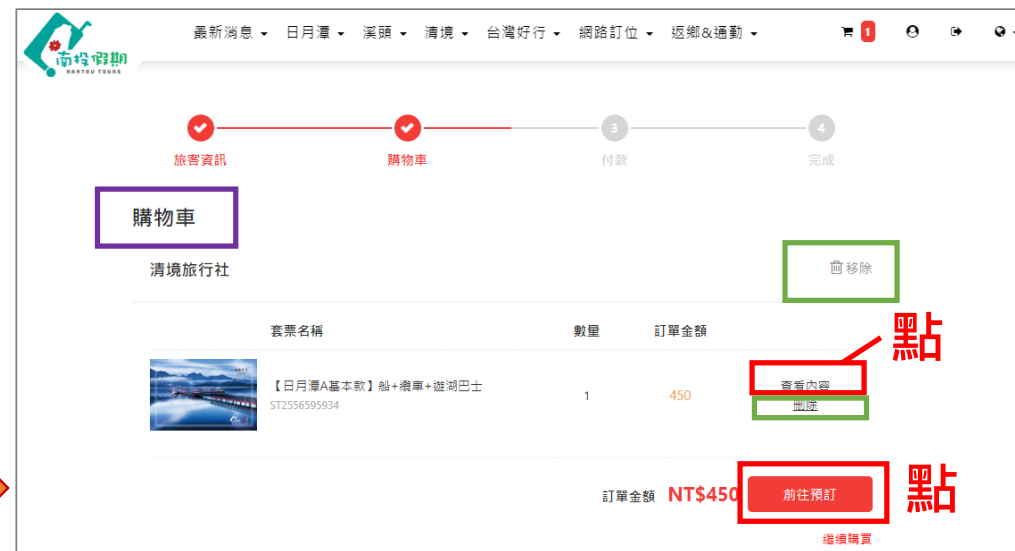 南投假期
NANTOU TOURS
最新消息 日月潭 溪頭 清境 台灣好行 網路訂位 返鄉&通勤 1
3 4
旅客資訊 購物車 付款 完成
購物車
清境旅行社 移除
套票名稱 數量 訂單金額
點
【日月潭A基本款】船+纜車+遊湖巴士 1 450 查看內容
ST2556595934 刪除
訂單金額 NT$450 前往預訂 點
繼續購買